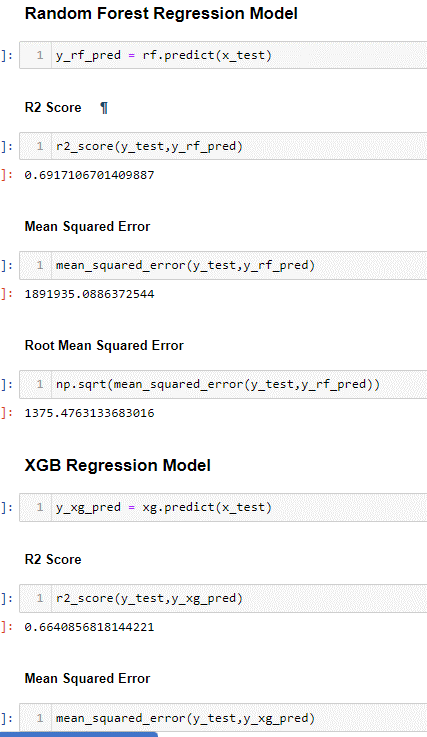 Random Forest Regression Model
]: 1 y_rf_pred = rf.predict(x_test)
R2 Score ¶
]: 1 r2_score(y_test,y_rf_pred)
]: 0.6917106701409887
Mean Squared Error
]: 1 mean_squared_error(y_test,y_rf_pred)
]: 1891935.0886372544
Root Mean Squared Error
]: 1 np.sqrt(mean_squared_error(y_test,y_rf_pred))
]: 1375.4763133683016
XGB Regression Model
]: 1 y_xg_pred = xg.predict(x_test)
R2 Score
]: 1 r2_score(y_test,y_xg_pred)
]: 0.6640856818144221
Mean Squared Error
]: 1 mean_squared_error(y_test,y_xg_pred)